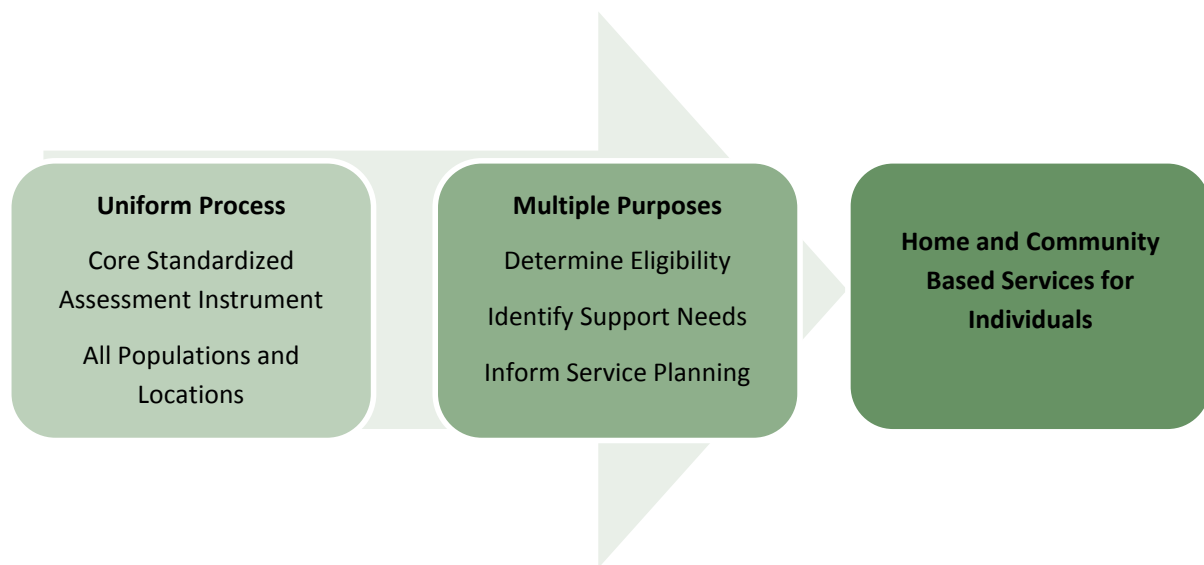 Uniform Process
Core Standardized
Assessment Instrument
All Populations and
Locations
Multiple Purposes
Determine Eligibility
Identify Support Needs
Inform Service Planning
Home and Community
Based Services for
Individuals